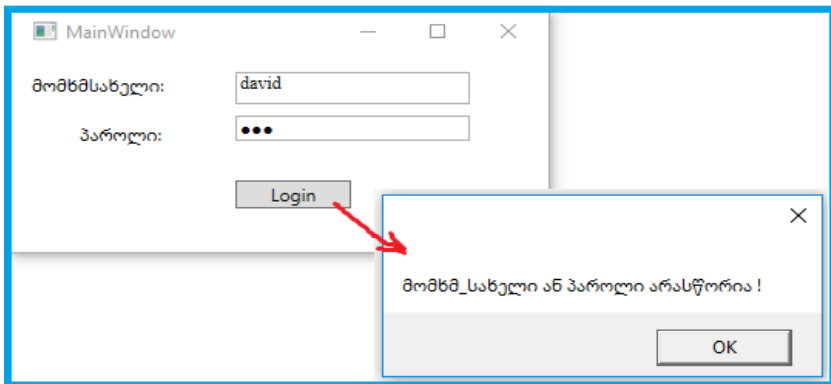 MainWindow
მომხმსახელი: david
პაროლი: ●●●
Login
მომხმ_სახელი ან პაროლი არასწორია !
OK